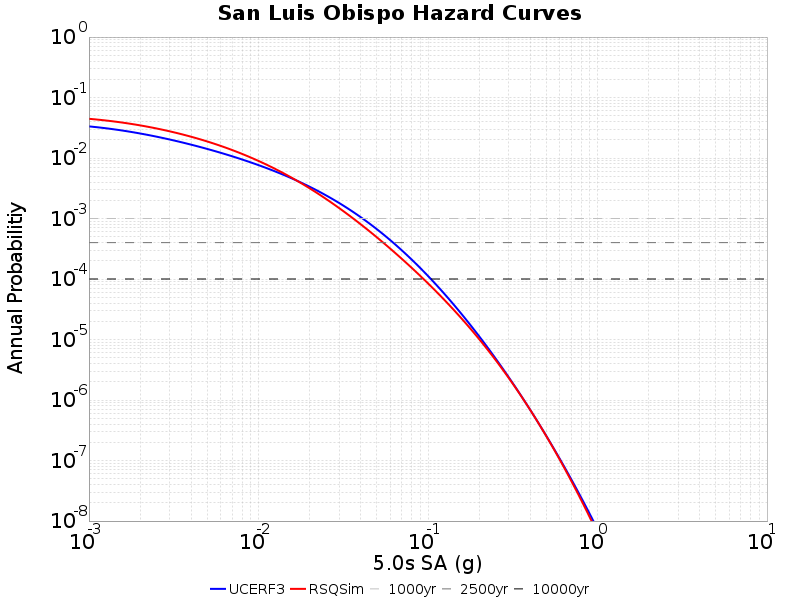 San Luis Obispo Hazard Curves
10^0
10^-1
10^-2
10^-3
10^-4
10^-5
10^-6
10^-7
10^-8
Annual Probabilitiy
10^-3 10^-2 10^-1 10^0 10^1
5.0s SA (g)
UCERF3 RSQSim 1000yr 2500yr 10000yr